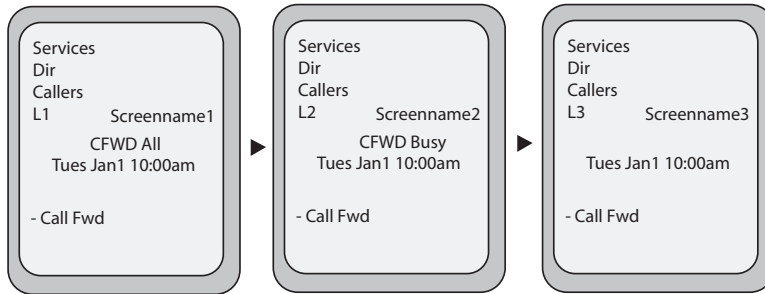 Services
Dir
Callers
L1 Screenname1
CFWD All
Tues Jan1 10:00am
- Call Fwd
Services
Dir
Callers
L2 Screenname2
CFWD Busy
Tues Jan1 10:00am
- Call Fwd
Services
Dir
Callers
L3 Screenname3
Tues Jan1 10:00am
- Call Fwd